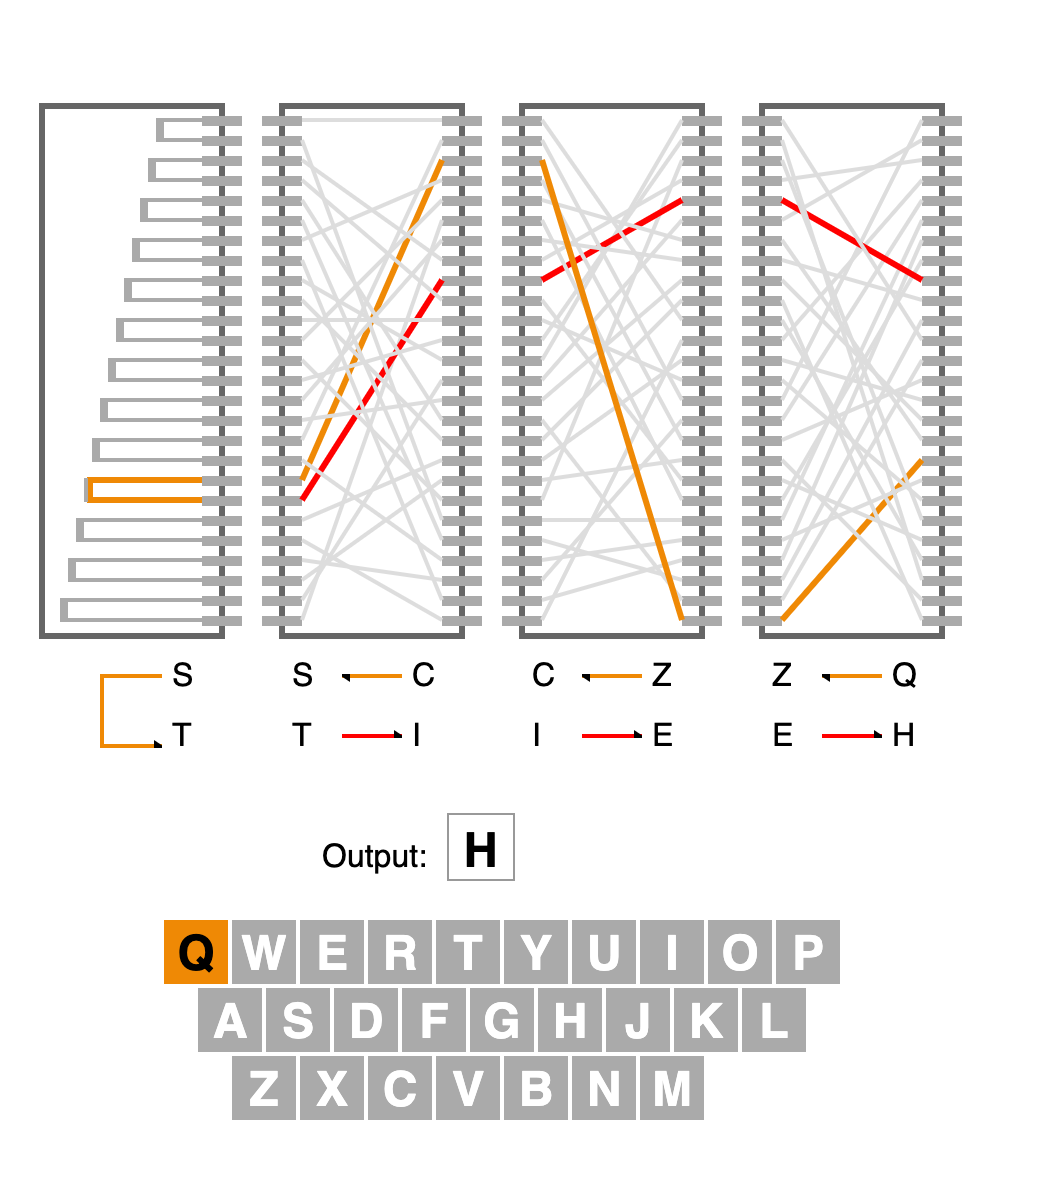 S S C C Z Z Q
T T I I E E H
Output: H
Q W E R T Y U I O P
A S D F G H J K L
Z X C V B N M